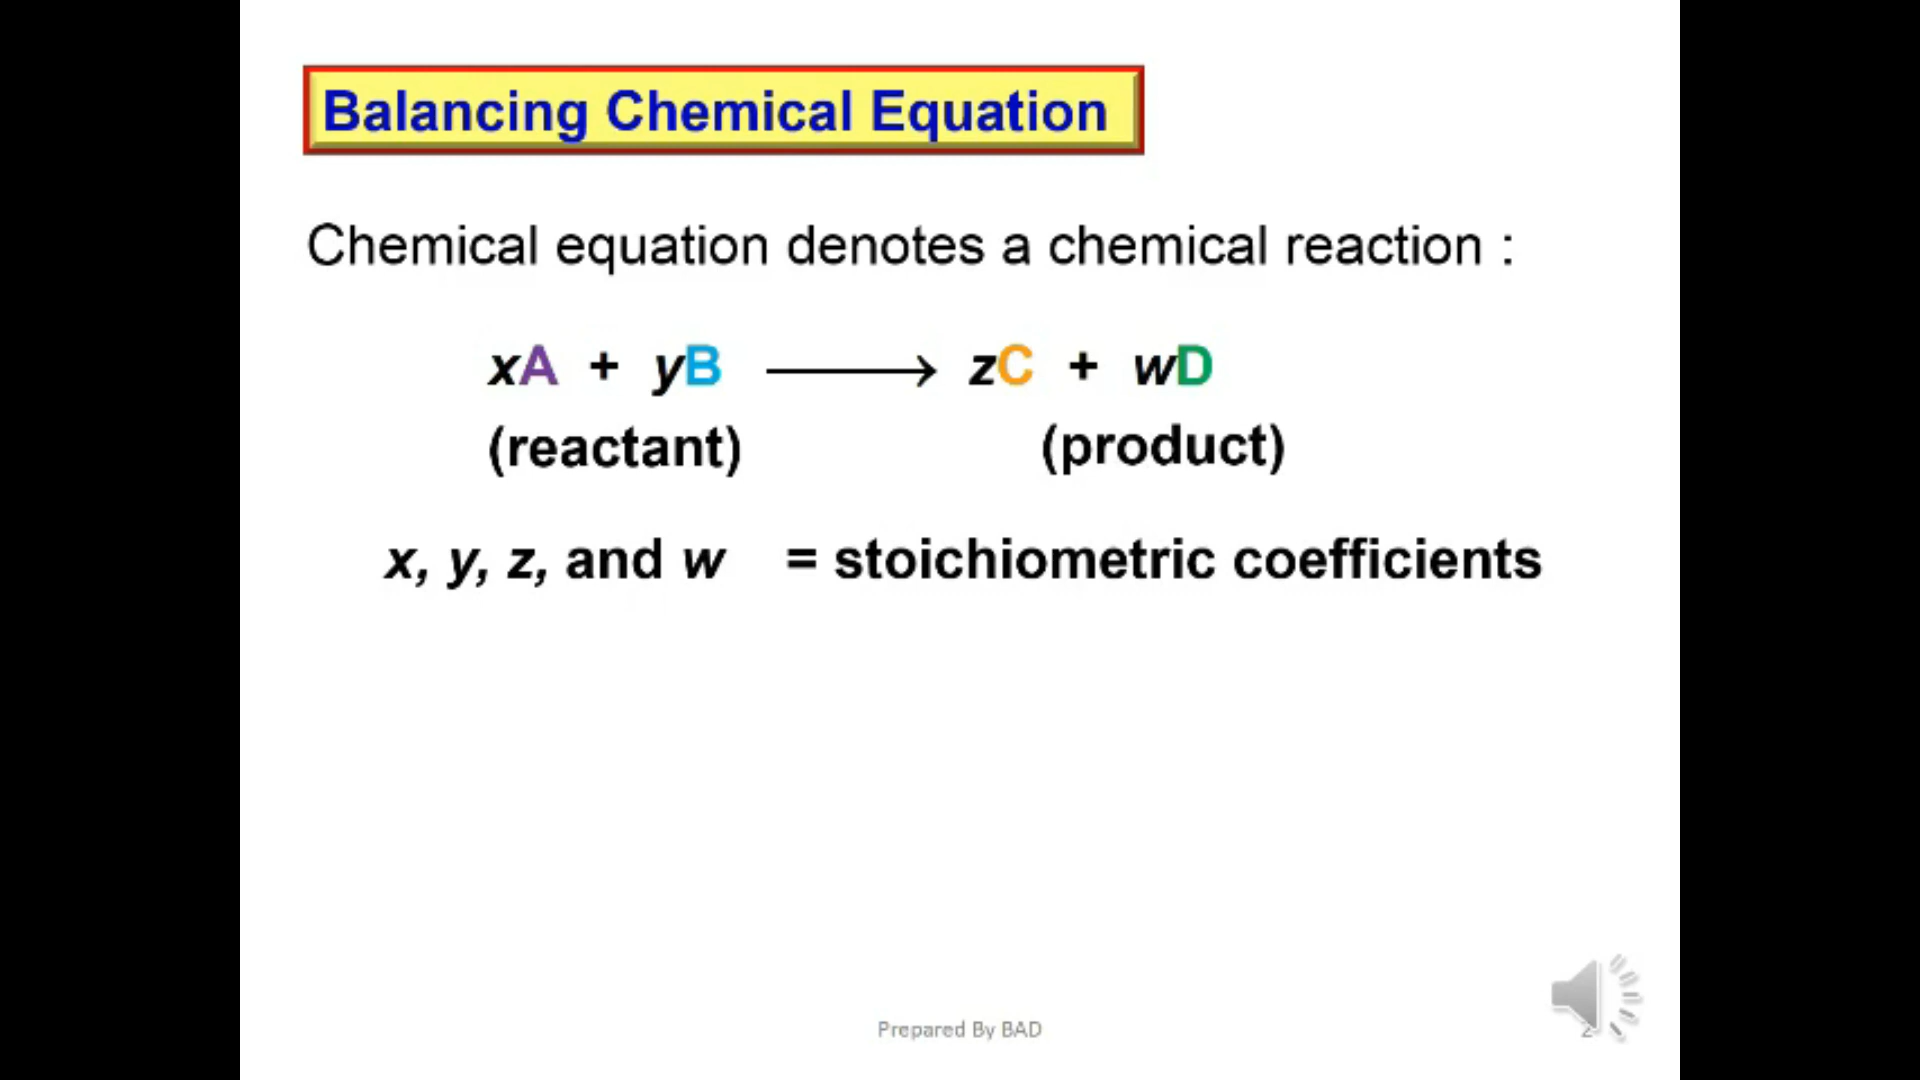 Balancing Chemical Equation
Chemical equation denotes a chemical reaction :
xA + yB ⟶ zC + wD
(reactant) (product)
x, y, z, and w = stoichiometric coefficients
Prepared By BAD
2